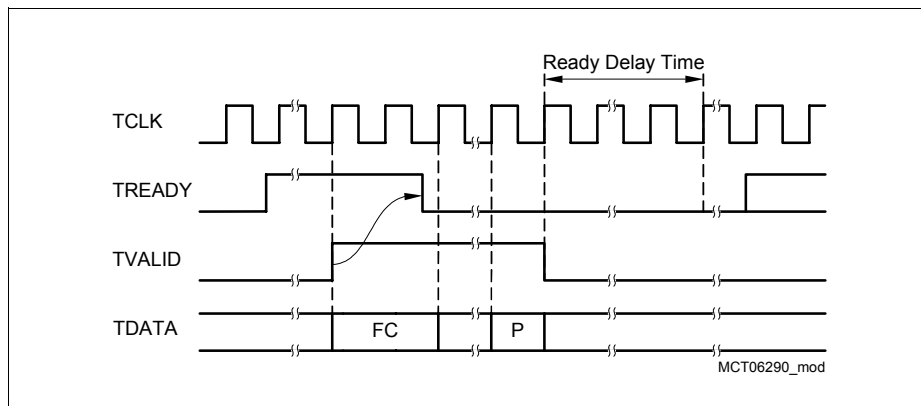 Ready Delay Time
TCLK
TREADY
TVALID
TDATA
FC
P
MCT06290_mod